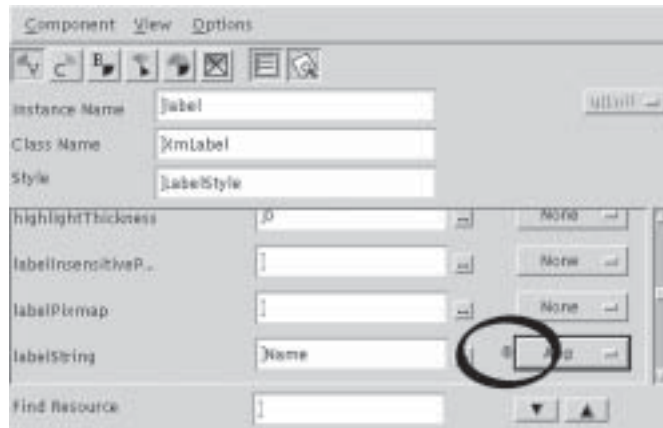 Component View Options
Instance Name label
Class Name XmLabel
Style LabelStyle
highlightThickness 0 None
labelInsensitiveP... None
labelPixmap None
labelString Name App
Find Resource